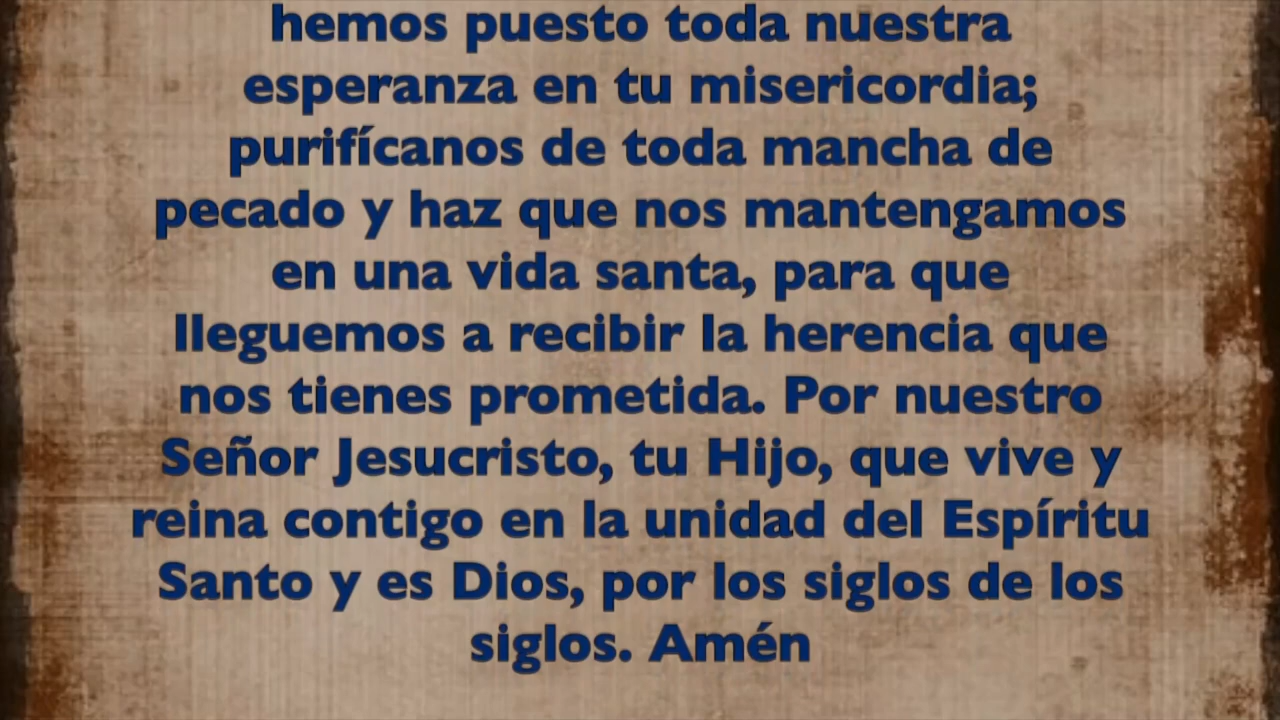 hemos puesto toda nuestra
esperanza en tu misericordia;
purifícanos de toda mancha de
pecado y haz que nos mantengamos
en una vida santa, para que
lleguemos a recibir la herencia que
nos tienes prometida. Por nuestro
Señor Jesucristo, tu Hijo, que vive y
reina contigo en la unidad del Espíritu
Santo y es Dios, por los siglos de los
siglos. Amén